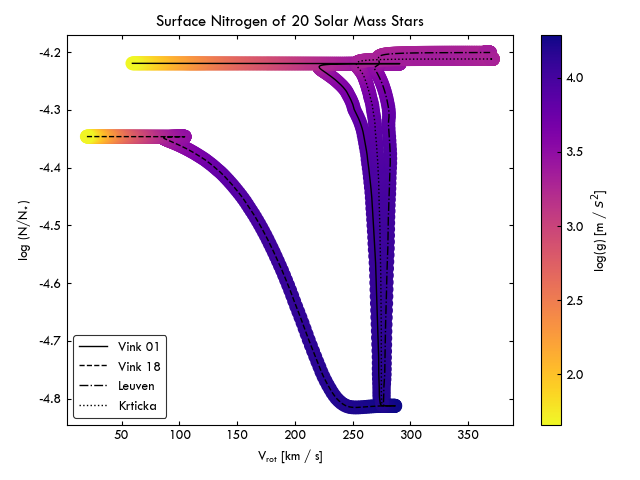 Surface Nitrogen of 20 Solar Mass Stars
-4.2
-4.3
-4.4
-4.5
-4.6
-4.7
-4.8
log (N/N⋆)
50
100
150
200
250
300
350
V_rot [km / s]
Vink 01
Vink 18
Leuven
Krticka
4.0
3.5
3.0
2.5
2.0
log(g) [m / s²]